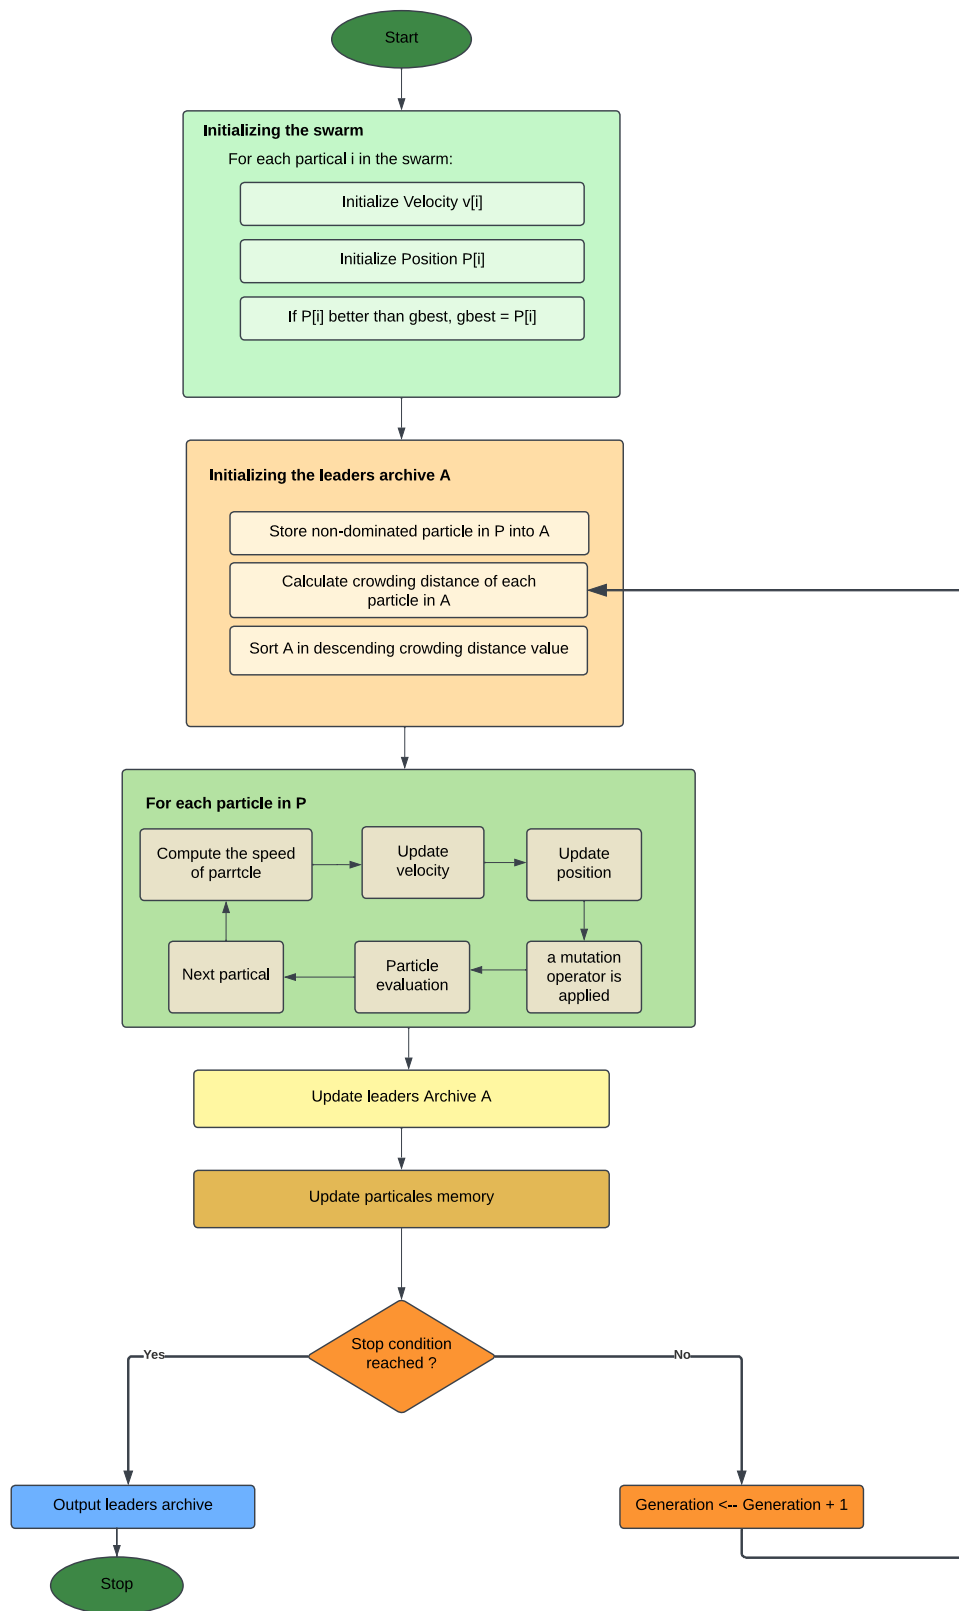 Start
Initializing the swarm
For each partical i in the swarm:
Initialize Velocity v[i]
Initialize Position P[i]
If P[i] better than gbest, gbest = P[i]
Initializing the leaders archive A
Store non-dominated particle in P into A
Calculate crowding distance of each
particle in A
Sort A in descending crowding distance value
For each particle in P
Compute the speed
of parrtcle
Update
velocity
Update
position
a mutation
operator is
applied
Particle
evaluation
Next partical
Update leaders Archive A
Update particales memory
Stop condition
reached ?
Yes
No
Output leaders archive
Generation <-- Generation + 1
Stop